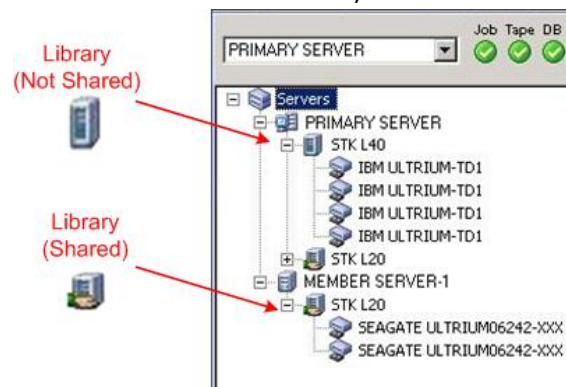 Library
(Not Shared)
Library
(Shared)
PRIMARY SERVER
Job Tape DB
Servers
PRIMARY SERVER
STK L40
IBM ULTRIUM-TD1
IBM ULTRIUM-TD1
IBM ULTRIUM-TD1
IBM ULTRIUM-TD1
STK L20
MEMBER SERVER-1
STK L20
SEAGATE ULTRIUM06242-XXX
SEAGATE ULTRIUM06242-XXX